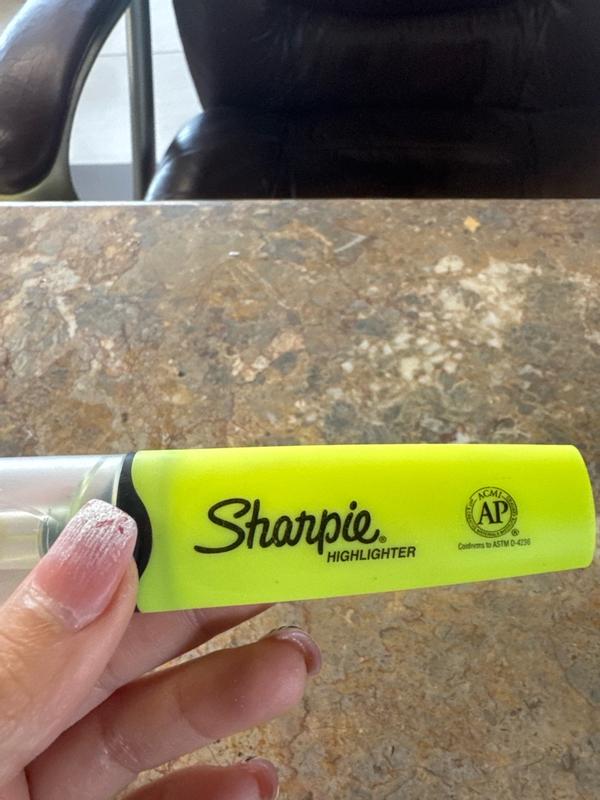 Sharpie®
HIGHLIGHTER
ACMI
AP
®
Conforms to ASTM D-4236